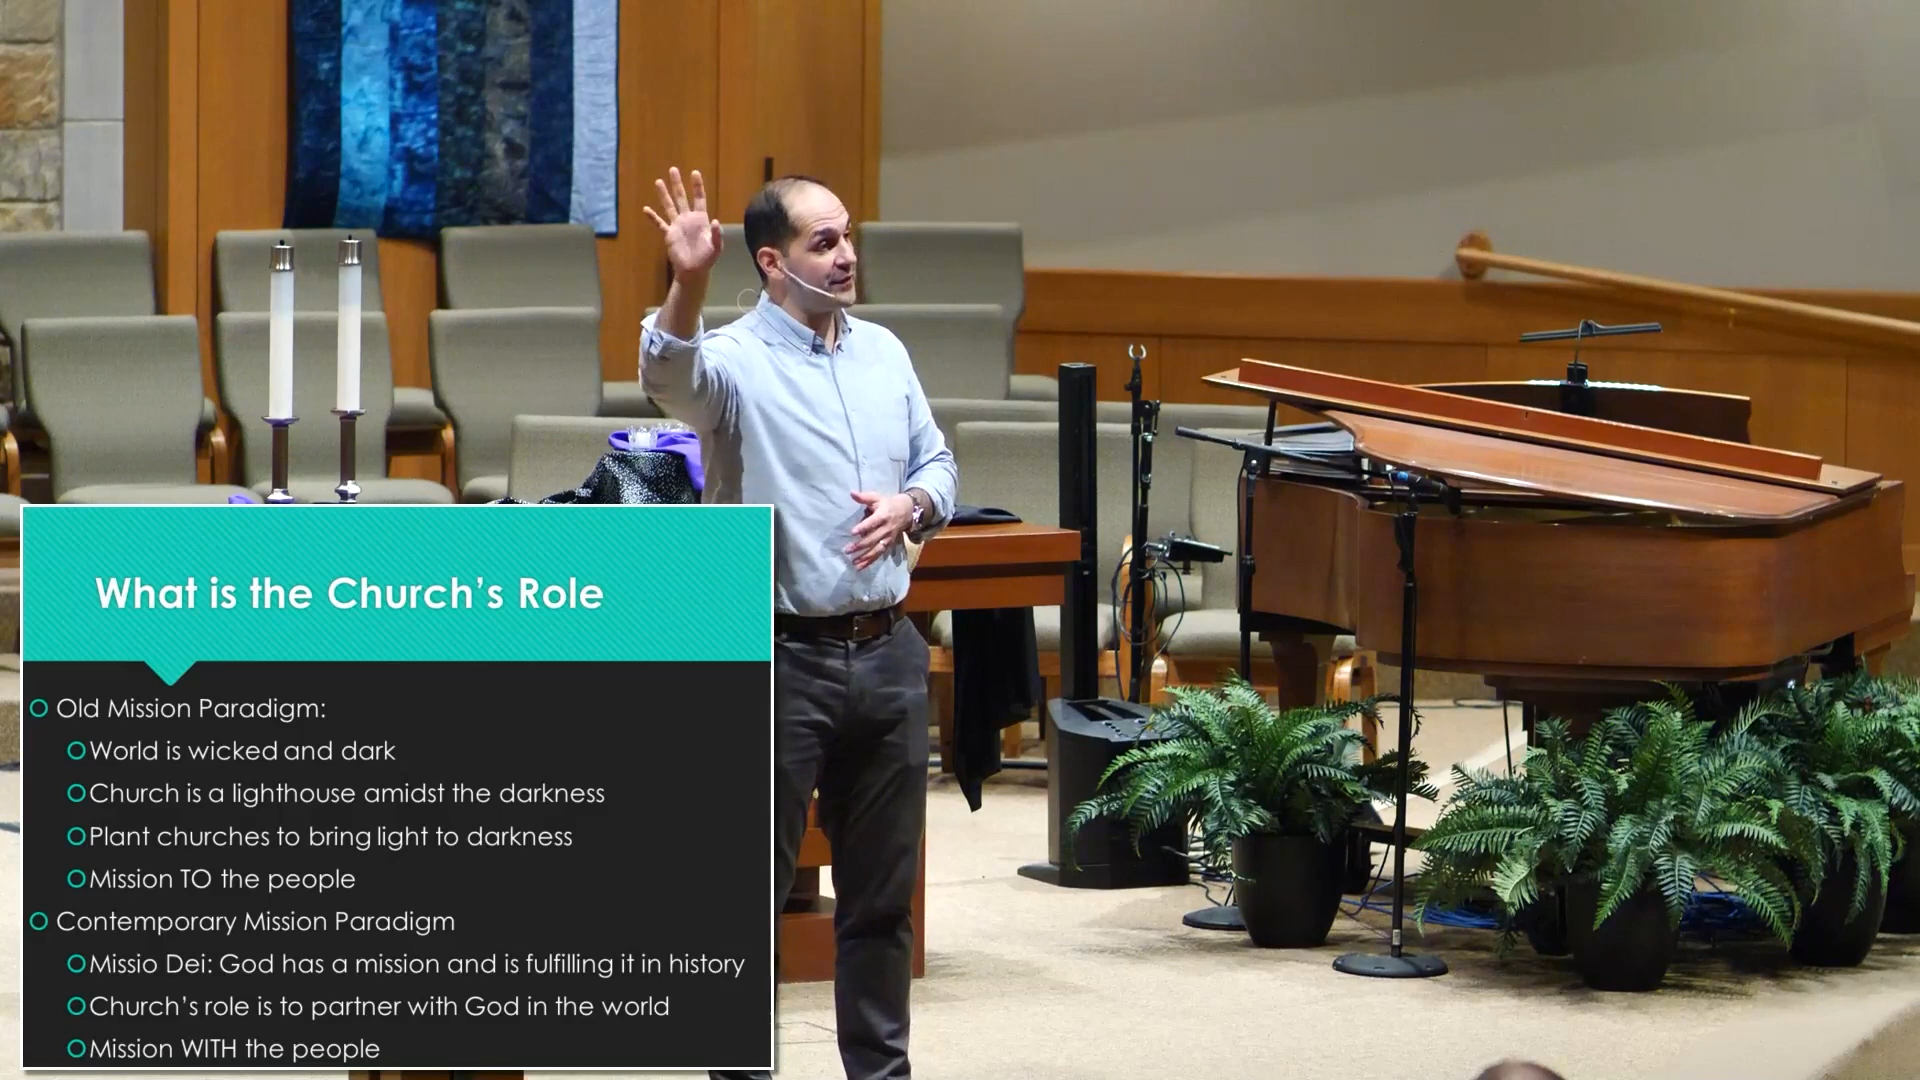 What is the Church’s Role
Old Mission Paradigm:
World is wicked and dark
Church is a lighthouse amidst the darkness
Plant churches to bring light to darkness
Mission TO the people
Contemporary Mission Paradigm
Missio Dei: God has a mission and is fulfilling it in history
Church’s role is to partner with God in the world
Mission WITH the people